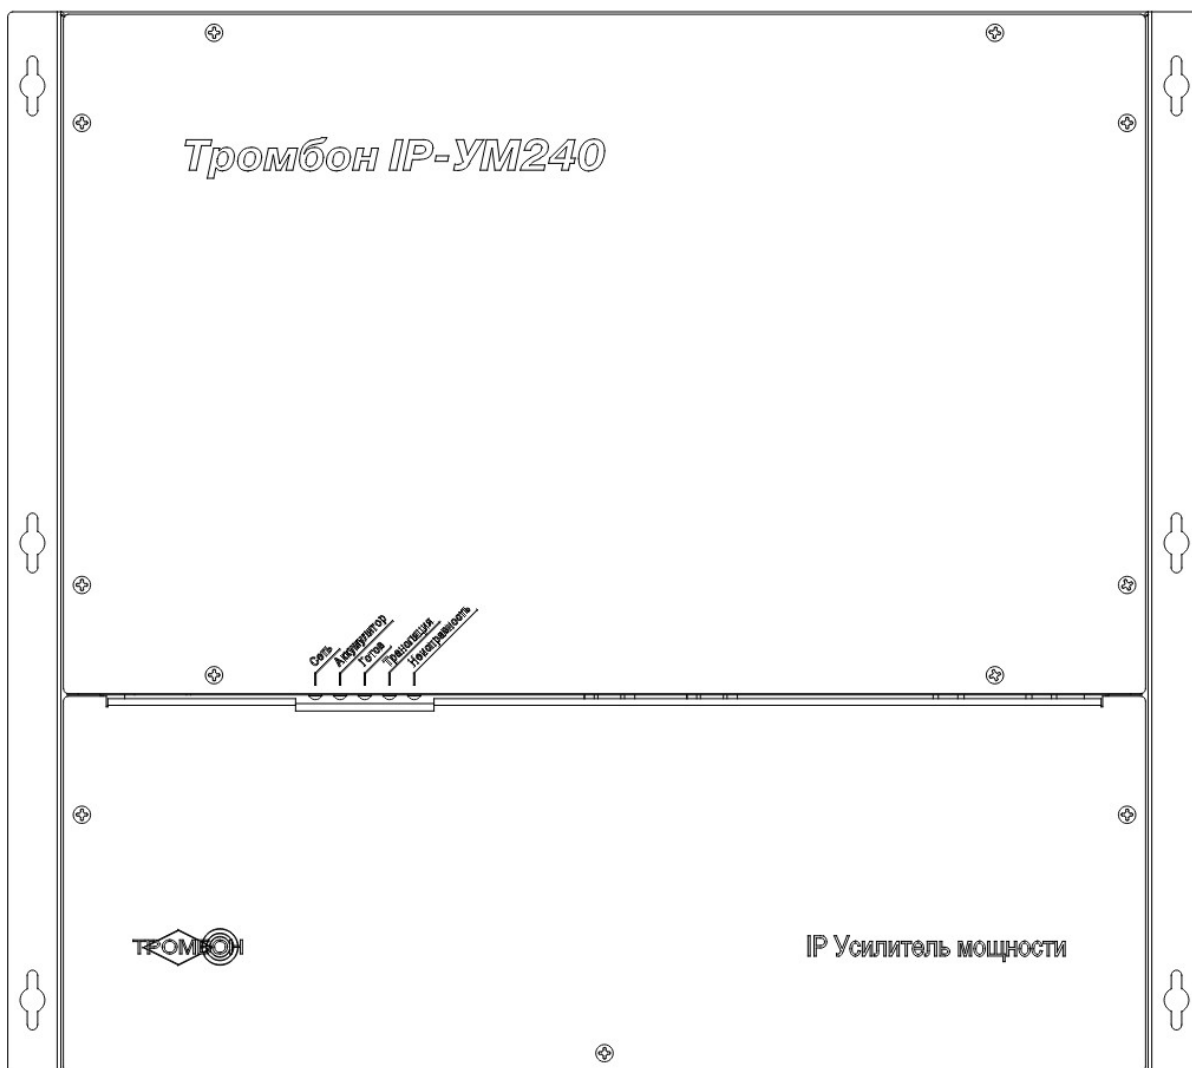 Тромбон IP-УМ240
Сеть
Аккумулятор
Готов
Трансляция
Неисправность
ТРОМБОН
IP Усилитель мощности